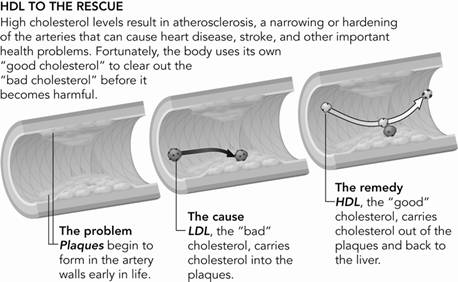 HDL TO THE RESCUE
High cholesterol levels result in atherosclerosis, a narrowing or hardening
of the arteries that can cause heart disease, stroke, and other important
health problems. Fortunately, the body uses its own
“good cholesterol” to clear out the
“bad cholesterol” before it
becomes harmful.
The problem
Plaques begin to
form in the artery
walls early in life.
The cause
LDL, the “bad”
cholesterol, carries
cholesterol into the
plaques.
The remedy
HDL, the “good”
cholesterol, carries
cholesterol out of the
plaques and back to
the liver.